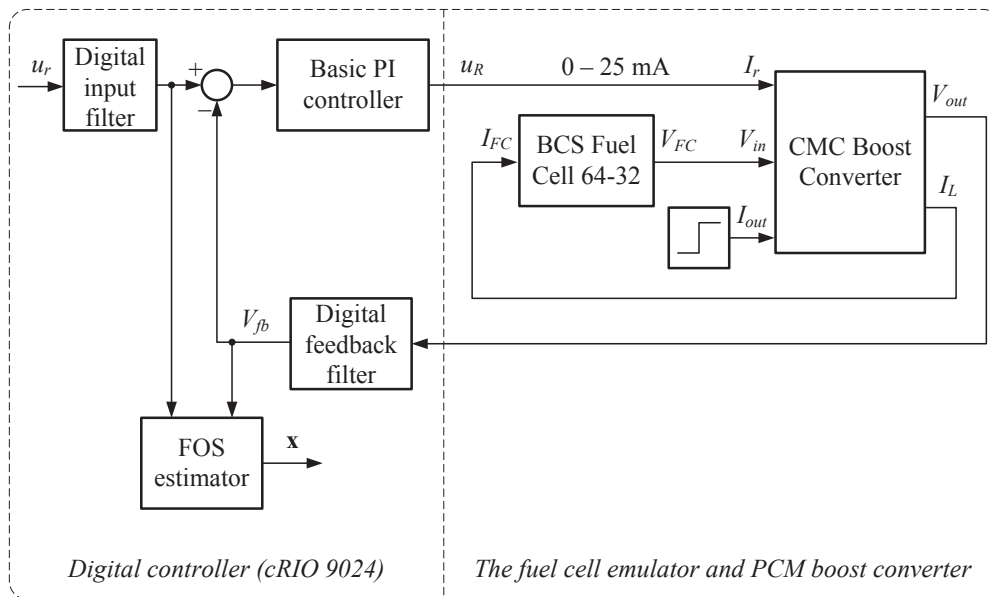 u_r
Digital
input
filter
+
−
Basic PI
controller
u_R
0 – 25 mA
I_r
I_FC
BCS Fuel
Cell 64-32
V_FC
V_in
CMC Boost
Converter
V_out
I_L
I_out
V_fb
Digital
feedback
filter
FOS
estimator
x
Digital controller (cRIO 9024)
The fuel cell emulator and PCM boost converter